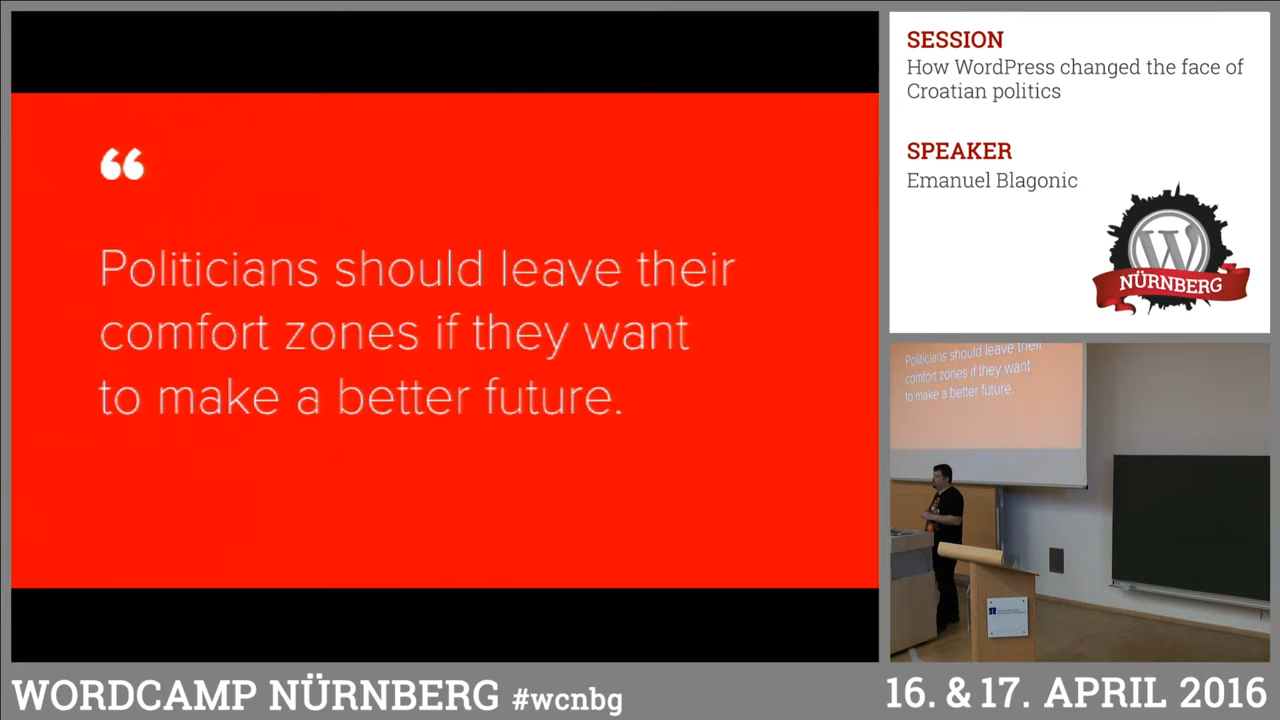 “
Politicians should leave their
comfort zones if they want
to make a better future.
SESSION
How WordPress changed the face of
Croatian politics
SPEAKER
Emanuel Blagonic
W
NÜRNBERG
Politicians should leave their
comfort zones if they want
to make a better future.
WORDCAMP NÜRNBERG #wcnbg
16. & 17. APRIL 2016